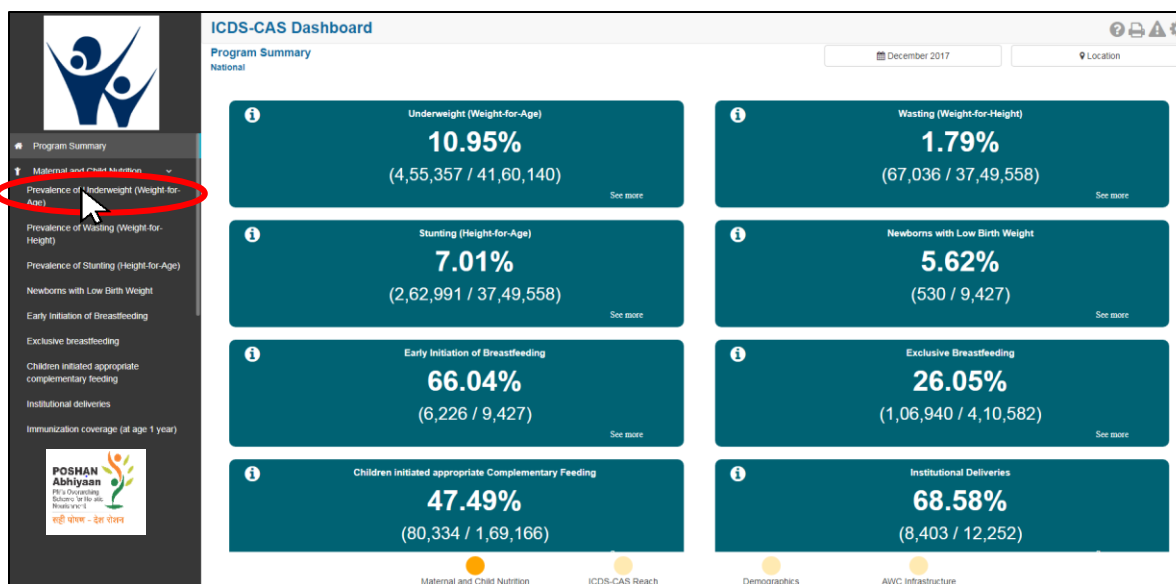 ICDS-CAS Dashboard
Program Summary
National
December 2017
Location
Program Summary
Maternal and Child Nutrition
Prevalence of Underweight (Weight-for-
Age)
Prevalence of Wasting (Weight-for-
Height)
Prevalence of Stunting (Height-for-Age)
Newborns with Low Birth Weight
Early Initiation of Breastfeeding
Exclusive breastfeeding
Children initiated appropriate
complementary feeding
Institutional deliveries
Immunization coverage (at age 1 year)
POSHAN
Abhiyaan
PM's Overarching
Scheme for Holistic
Nourishment
सही पोषण - देश रोशन
Underweight (Weight-for-Age)
10.95%
(4,55,357 / 41,60,140)
See more
Wasting (Weight-for-Height)
1.79%
(67,036 / 37,49,558)
See more
Stunting (Height-for-Age)
7.01%
(2,62,991 / 37,49,558)
See more
Newborns with Low Birth Weight
5.62%
(530 / 9,427)
See more
Early Initiation of Breastfeeding
66.04%
(6,226 / 9,427)
See more
Exclusive Breastfeeding
26.05%
(1,06,940 / 4,10,582)
See more
Children initiated appropriate Complementary Feeding
47.49%
(80,334 / 1,69,166)
Institutional Deliveries
68.58%
(8,403 / 12,252)
Maternal and Child Nutrition
ICDS-CAS Reach
Demographics
AWC Infrastructure